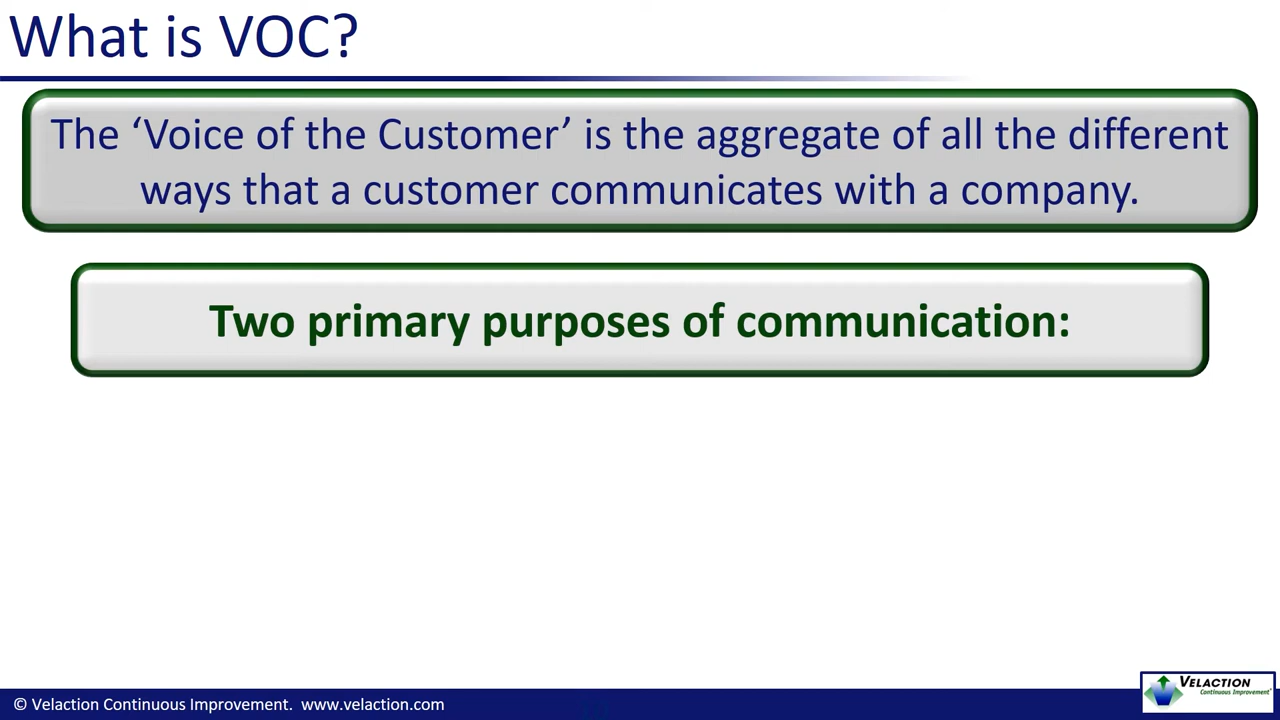 What is VOC?
The ‘Voice of the Customer’ is the aggregate of all the different
ways that a customer communicates with a company.
Two primary purposes of communication:
© Velaction Continuous Improvement.  www.velaction.com
VELACTION
Continuous Improvement